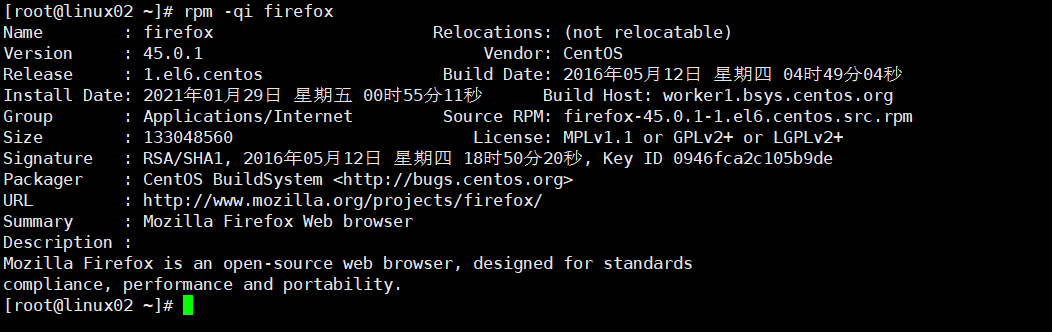 [root@linux02 ~]# rpm -qi firefox
Name        : firefox                      Relocations: (not relocatable)
Version     : 45.0.1                            Vendor: CentOS
Release     : 1.el6.centos                  Build Date: 2016年05月12日 星期四 04时49分04秒
Install Date: 2021年01月29日 星期五 00时55分11秒      Build Host: worker1.bsys.centos.org
Group       : Applications/Internet         Source RPM: firefox-45.0.1-1.el6.centos.src.rpm
Size        : 133048560                        License: MPLv1.1 or GPLv2+ or LGPLv2+
Signature   : RSA/SHA1, 2016年05月12日 星期四 18时50分20秒, Key ID 0946fca2c105b9de
Packager    : CentOS BuildSystem <http://bugs.centos.org>
URL         : http://www.mozilla.org/projects/firefox/
Summary     : Mozilla Firefox Web browser
Description :
Mozilla Firefox is an open-source web browser, designed for standards
compliance, performance and portability.
[root@linux02 ~]#